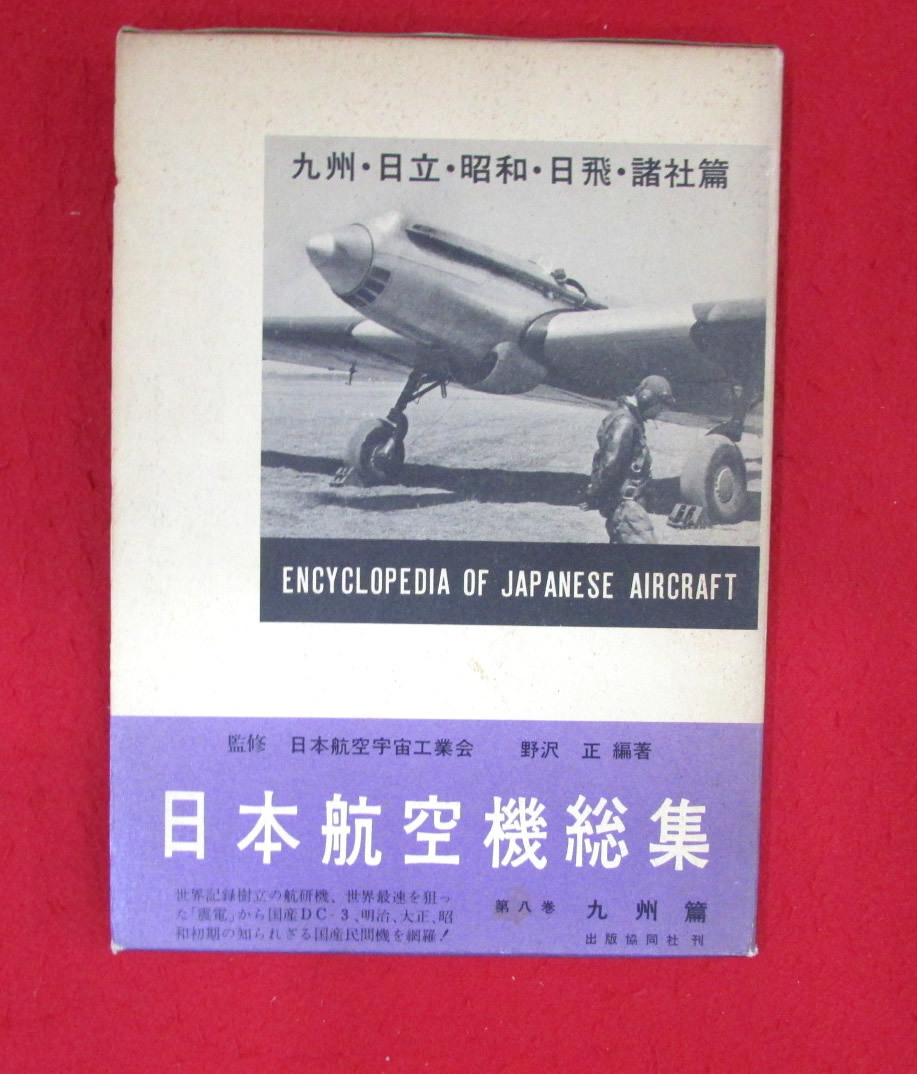 九州・日立・昭和・日飛・諸社篇
ENCYCLOPEDIA OF JAPANESE AIRCRAFT
監修 日本航空宇宙工業会 野沢 正 編著
日本航空機総集
世界記録樹立の航研機、世界最速を狙っ
た「震電」から国産DC-3、明治、大正、昭
和初期の知られざる国産民間機を網羅!
第八巻 九州篇
出版協同社刊